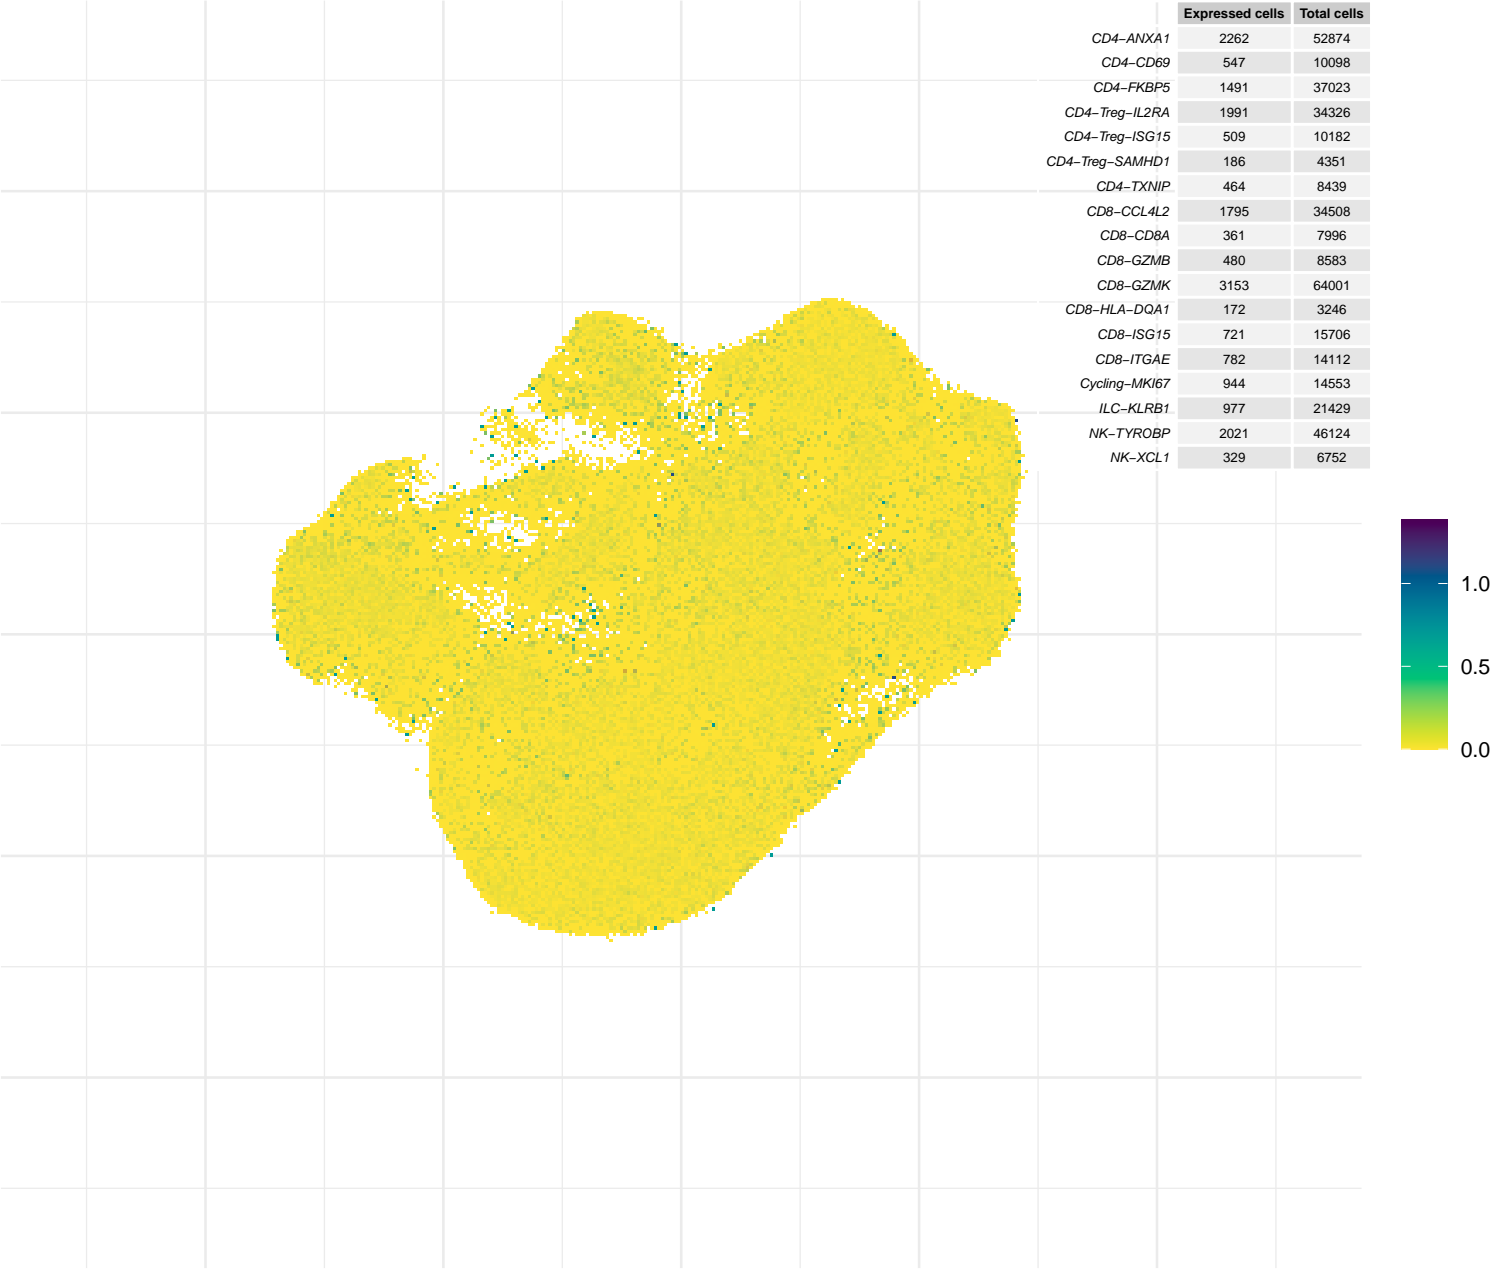 Expressed cells Total cells
CD4−ANXA1 2262 52874
CD4−CD69 547 10098
CD4−FKBP5 1491 37023
CD4−Treg−IL2RA 1991 34326
CD4−Treg−ISG15 509 10182
CD4−Treg−SAMHD1 186 4351
CD4−TXNIP 464 8439
CD8−CCL4L2 1795 34508
CD8−CD8A 361 7996
CD8−GZMB 480 8583
CD8−GZMK 3153 64001
CD8−HLA−DQA1 172 3246
CD8−ISG15 721 15706
CD8−ITGAE 782 14112
Cycling−MKI67 944 14553
ILC−KLRB1 977 21429
NK−TYROBP 2021 46124
NK−XCL1 329 6752
1.0
0.5
0.0